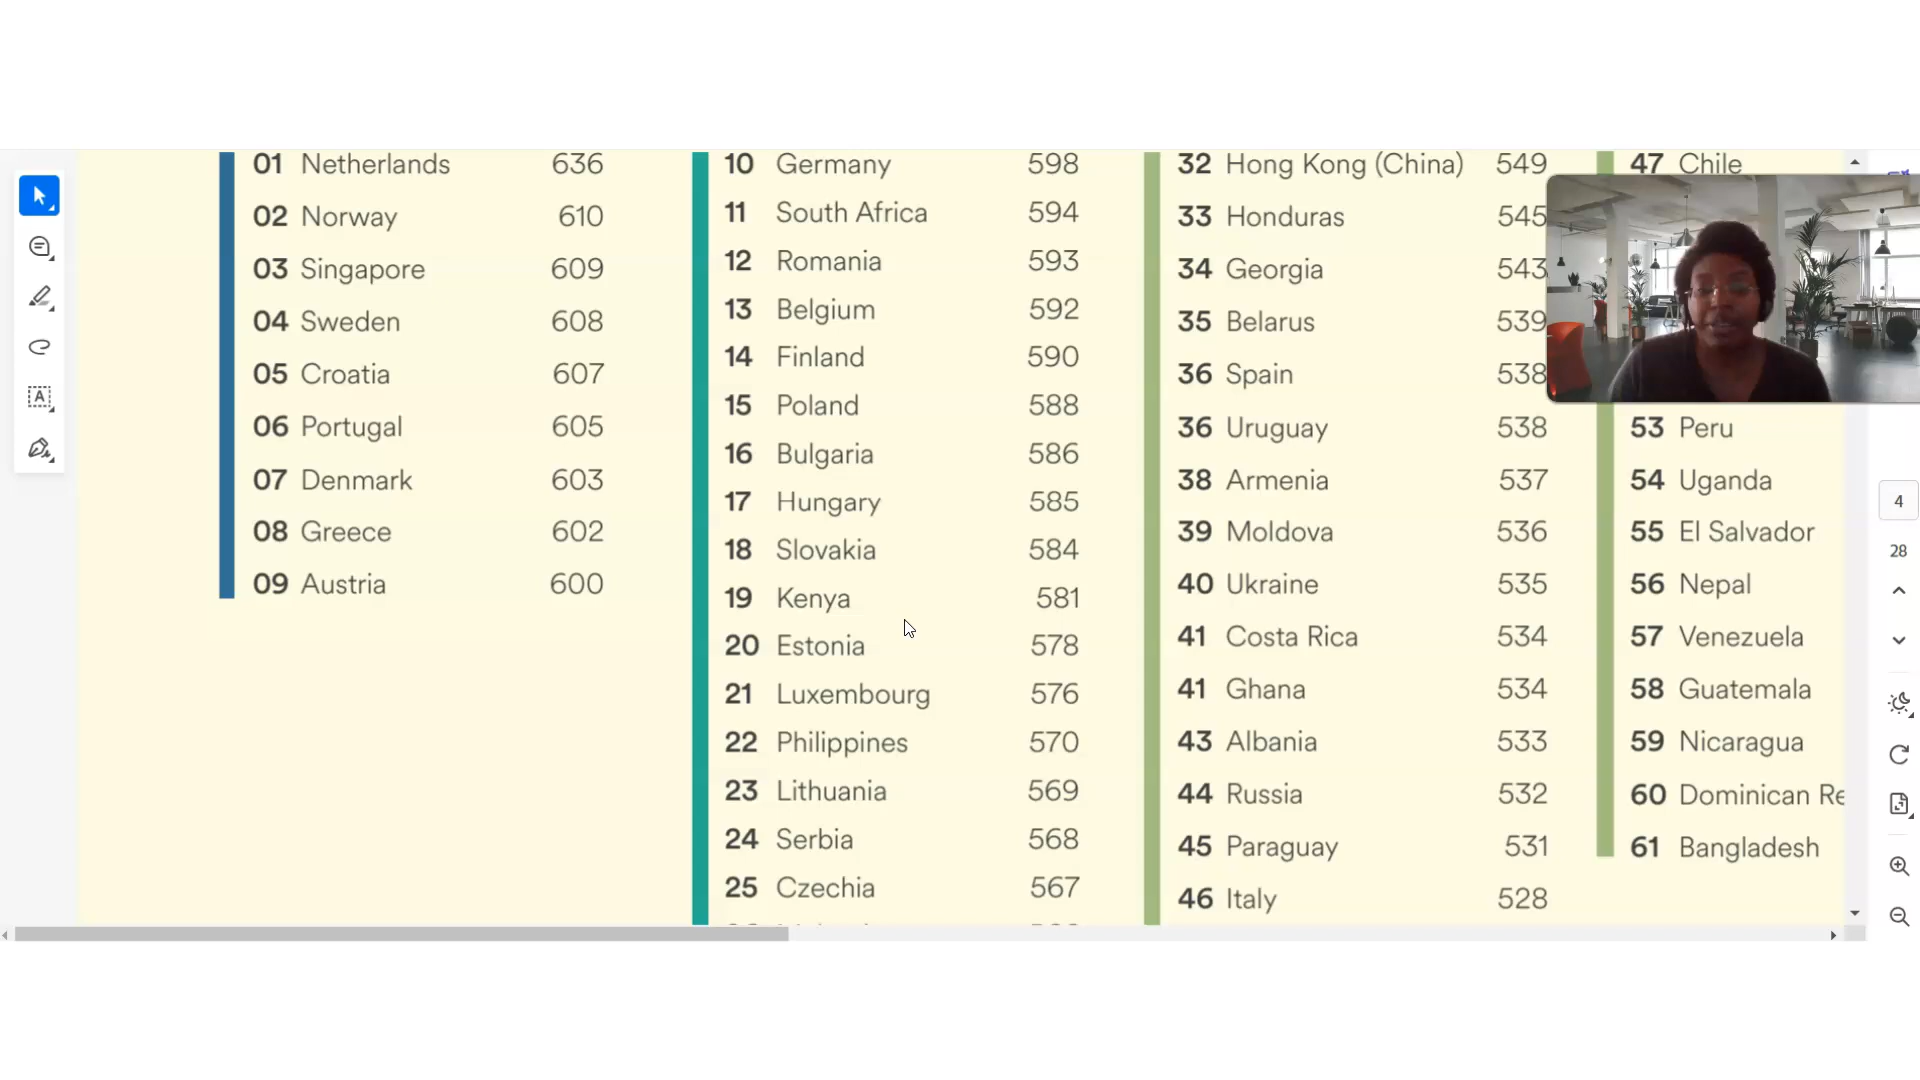 01 Netherlands 636
02 Norway 610
03 Singapore 609
04 Sweden 608
05 Croatia 607
06 Portugal 605
07 Denmark 603
08 Greece 602
09 Austria 600
10 Germany 598
11 South Africa 594
12 Romania 593
13 Belgium 592
14 Finland 590
15 Poland 588
16 Bulgaria 586
17 Hungary 585
18 Slovakia 584
19 Kenya 581
20 Estonia 578
21 Luxembourg 576
22 Philippines 570
23 Lithuania 569
24 Serbia 568
25 Czechia 567
32 Hong Kong (China) 549
33 Honduras 545
34 Georgia 543
35 Belarus 539
36 Spain 538
36 Uruguay 538
38 Armenia 537
39 Moldova 536
40 Ukraine 535
41 Costa Rica 534
41 Ghana 534
43 Albania 533
44 Russia 532
45 Paraguay 531
46 Italy 528
47 Chile
53 Peru
54 Uganda
55 El Salvador
56 Nepal
57 Venezuela
58 Guatemala
59 Nicaragua
60 Dominican Re
61 Bangladesh
4
28